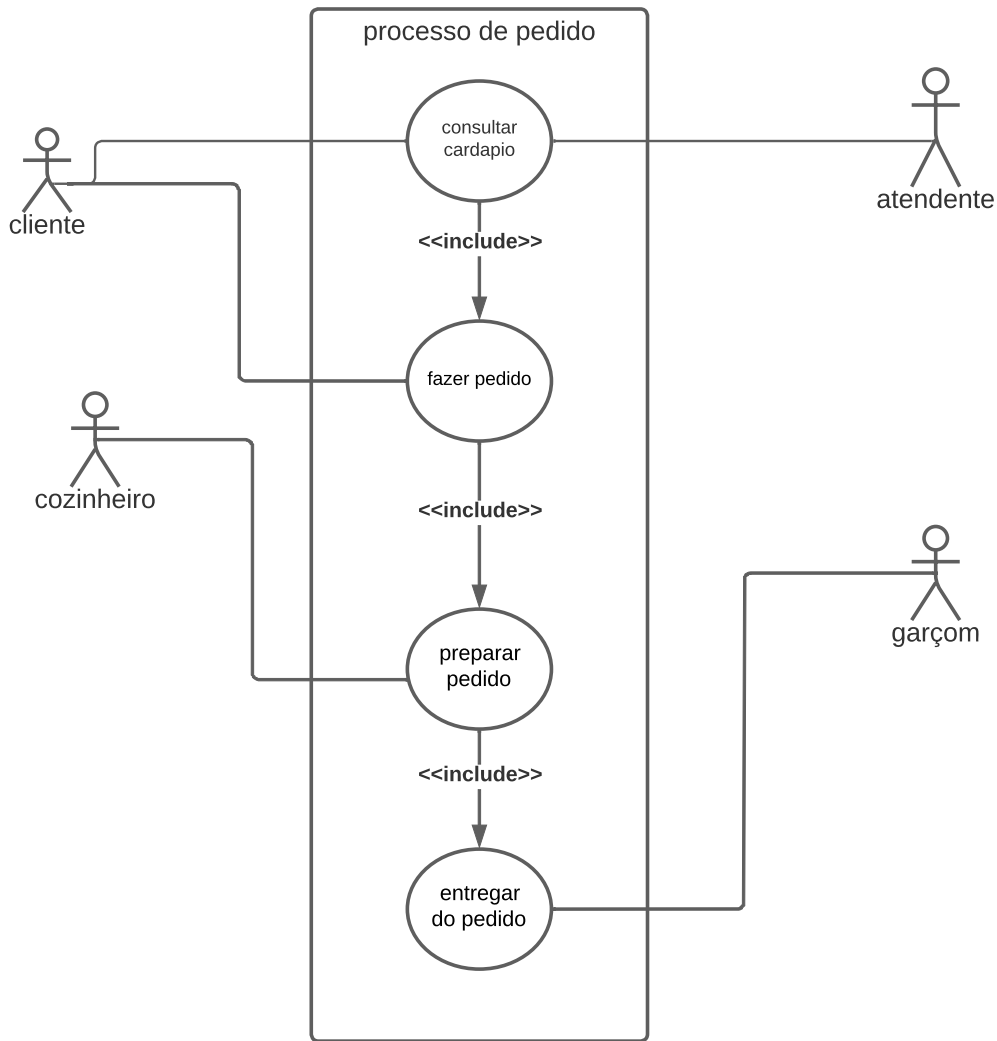 processo de pedido
consultar
cardapio
cliente
atendente
<<include>>
fazer pedido
cozinheiro
<<include>>
garçom
preparar
pedido
<<include>>
entregar
do pedido